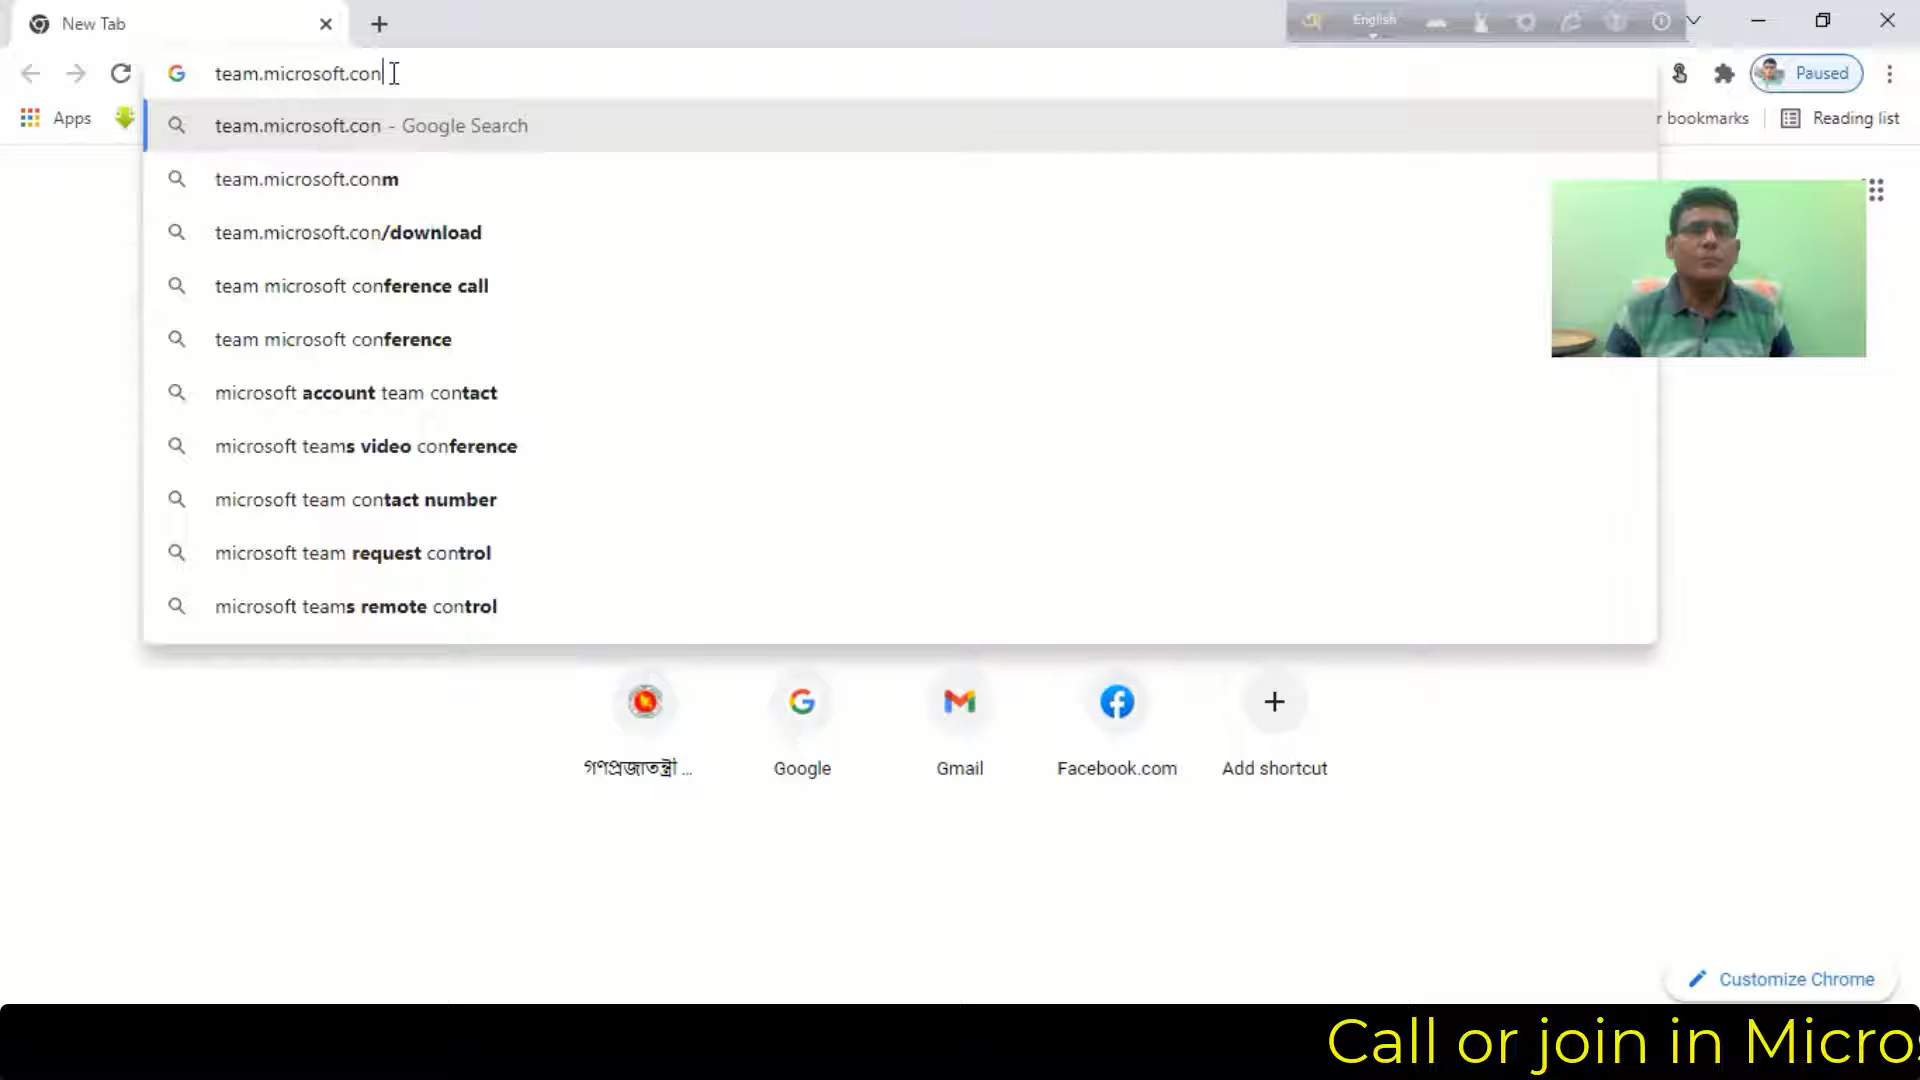 New Tab
English
team.microsoft.con
Paused
Apps
r bookmarks
Reading list
team.microsoft.con - Google Search
team.microsoft.conm
team.microsoft.con/download
team microsoft conference call
team microsoft conference
microsoft account team contact
microsoft teams video conference
microsoft team contact number
microsoft team request control
microsoft teams remote control
গণপ্রজাতন্ত্রী ...
Google
Gmail
Facebook.com
Add shortcut
Customize Chrome
Call or join in Micros